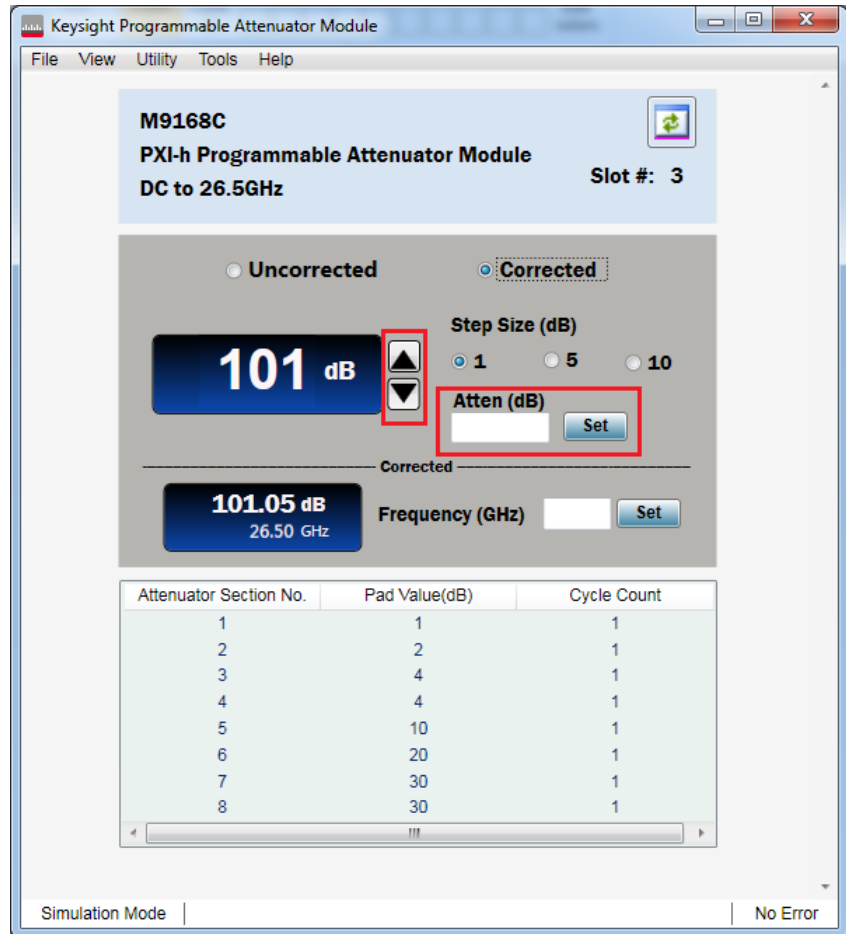 Keysight Programmable Attenuator Module
File View Utility Tools Help
M9168C
PXI-h Programmable Attenuator Module
DC to 26.5GHz
Slot #: 3
Uncorrected Corrected
Step Size (dB)
101 dB
1 5 10
Atten (dB)
Set
Corrected
101.05 dB
26.50 GHz
Frequency (GHz) Set
Attenuator Section No. Pad Value(dB) Cycle Count
1 1 1
2 2 1
3 4 1
4 4 1
5 10 1
6 20 1
7 30 1
8 30 1
Simulation Mode No Error